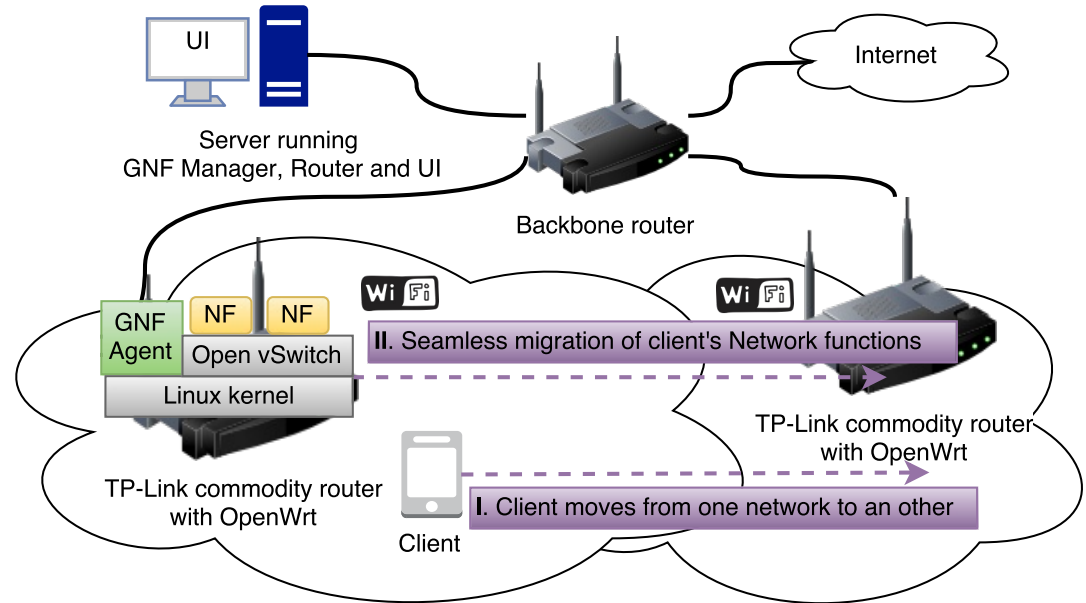 UI
Internet
Server running
GNF Manager, Router and UI
Backbone router
Wi Fi
Wi Fi
GNF
Agent
NF
NF
Open vSwitch
Linux kernel
II. Seamless migration of client's Network functions
TP-Link commodity router
with OpenWrt
TP-Link commodity router
with OpenWrt
Client
I. Client moves from one network to an other